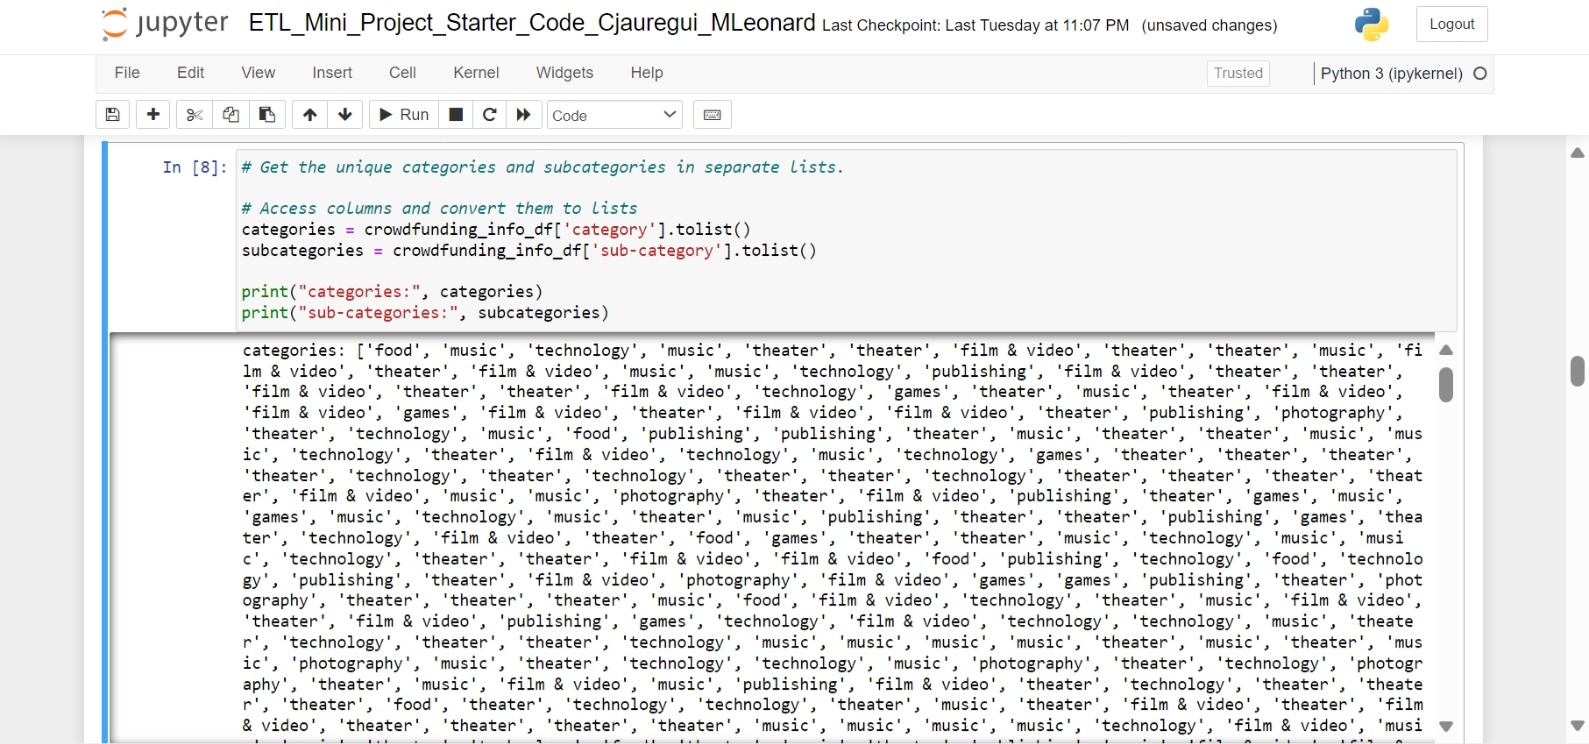 jupyter ETL_Mini_Project_Starter_Code_Cjauregui_MLeonard Last Checkpoint: Last Tuesday at 11:07 PM (unsaved changes) Logout
File Edit View Insert Cell Kernel Widgets Help Trusted Python 3 (ipykernel)
Run Code
In [8]: # Get the unique categories and subcategories in separate lists.
# Access columns and convert them to lists
categories = crowdfunding_info_df['category'].tolist()
subcategories = crowdfunding_info_df['sub-category'].tolist()
print("categories:", categories)
print("sub-categories:", subcategories)
categories: ['food', 'music', 'technology', 'music', 'theater', 'theater', 'film & video', 'theater', 'theater', 'music', 'fi
lm & video', 'theater', 'film & video', 'music', 'music', 'technology', 'publishing', 'film & video', 'theater', 'theater',
'film & video', 'theater', 'theater', 'film & video', 'technology', 'games', 'theater', 'music', 'theater', 'film & video',
'film & video', 'games', 'film & video', 'theater', 'film & video', 'film & video', 'theater', 'publishing', 'photography',
'theater', 'technology', 'music', 'food', 'publishing', 'publishing', 'theater', 'music', 'theater', 'theater', 'music', 'mus
ic', 'technology', 'theater', 'film & video', 'technology', 'music', 'technology', 'games', 'theater', 'theater', 'theater',
'theater', 'technology', 'theater', 'technology', 'theater', 'theater', 'technology', 'theater', 'theater', 'theater', 'theat
er', 'film & video', 'music', 'music', 'photography', 'theater', 'film & video', 'publishing', 'theater', 'games', 'music',
'games', 'music', 'technology', 'music', 'theater', 'music', 'publishing', 'theater', 'theater', 'publishing', 'games', 'thea
ter', 'technology', 'film & video', 'theater', 'food', 'games', 'theater', 'theater', 'music', 'technology', 'music', 'musi
c', 'technology', 'theater', 'theater', 'film & video', 'film & video', 'food', 'publishing', 'technology', 'food', 'technolo
gy', 'publishing', 'theater', 'film & video', 'photography', 'film & video', 'games', 'games', 'publishing', 'theater', 'phot
ography', 'theater', 'theater', 'theater', 'music', 'food', 'film & video', 'technology', 'theater', 'music', 'film & video',
'theater', 'film & video', 'publishing', 'games', 'technology', 'film & video', 'technology', 'technology', 'music', 'theate
r', 'technology', 'theater', 'theater', 'technology', 'music', 'music', 'music', 'music', 'theater', 'music', 'theater', 'mus
ic', 'photography', 'music', 'theater', 'technology', 'technology', 'music', 'photography', 'theater', 'technology', 'photogr
aphy', 'theater', 'music', 'film & video', 'music', 'publishing', 'film & video', 'theater', 'technology', 'theater', 'theate
r', 'theater', 'food', 'theater', 'technology', 'technology', 'theater', 'music', 'theater', 'film & video', 'theater', 'film
& video', 'theater', 'theater', 'theater', 'theater', 'music', 'music', 'music', 'music', 'technology', 'film & video', 'musi